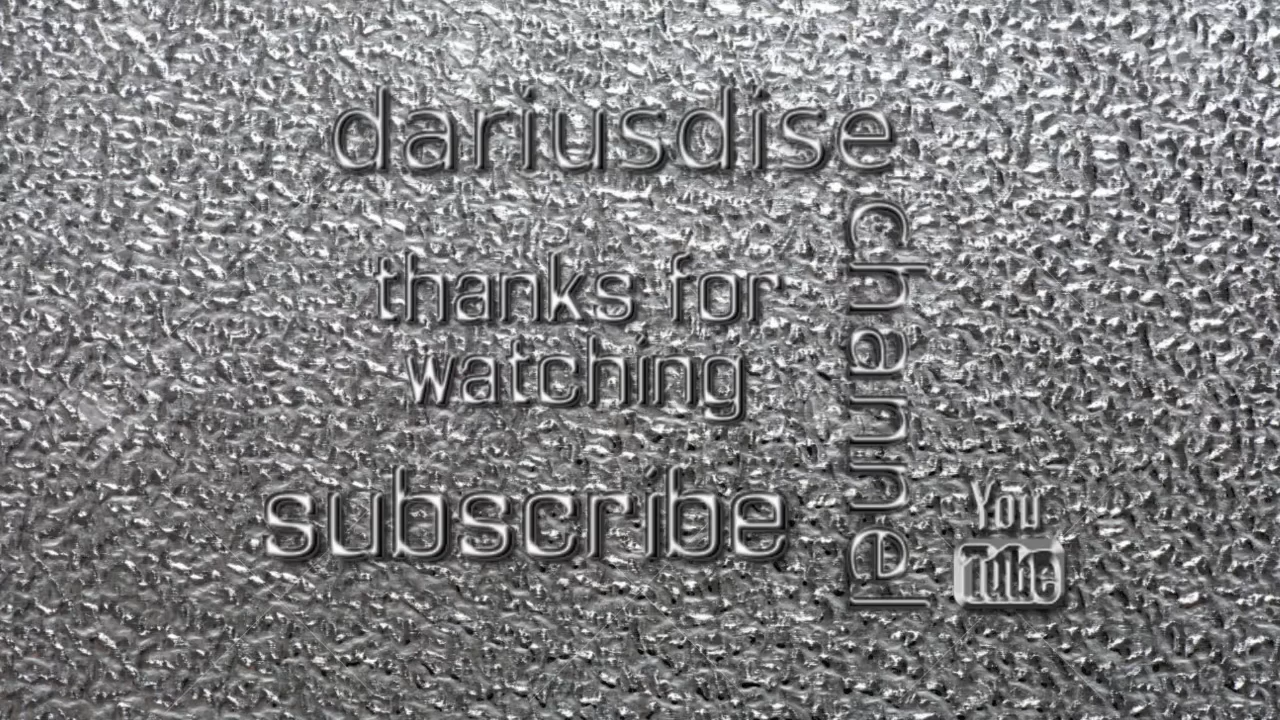 dariusdise
channel
thanks for
watching
subscribe
You
Tube